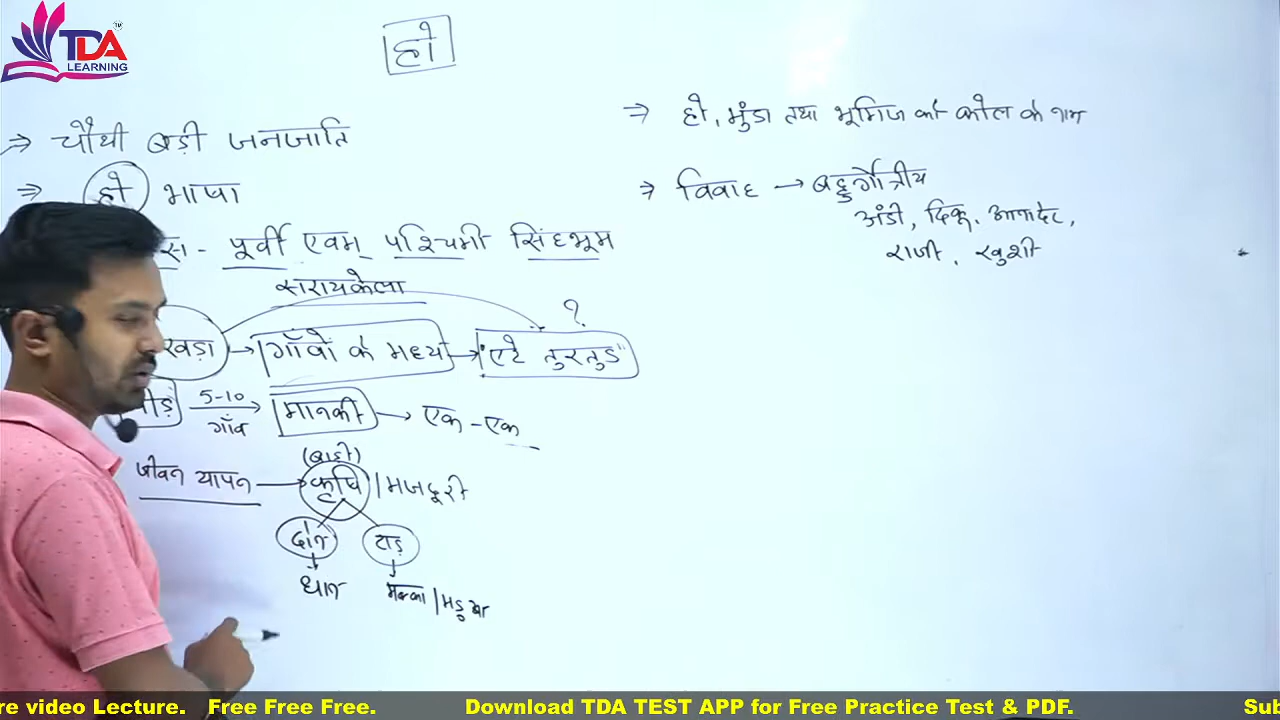 TDA
LEARNING
हो
⇒ चौथी बड़ी जनजाति
⇒ हो भाषा
स - पूर्वी एवम् पश्चिमी सिंहभूम
सरायकेला
खड़ा → गाँवो के मध्य → "एटे तुरतुड" ?
5-10 गाँव → मानकी → एक - एक
जीवन यापन → (बाड़ी) कृषि | मजदूरी
दोन टाड़
धान मक्का | मडुआ
⇒ हो, मुंडा तथा भूमिज को कोल के नाम
⇒ विवाह → बहुर्गोत्रीय
अंडी, दिकू, आनादेर,
राजी, खुशी
re video Lecture. Free Free Free. Download TDA TEST APP for Free Practice Test & PDF. Sub